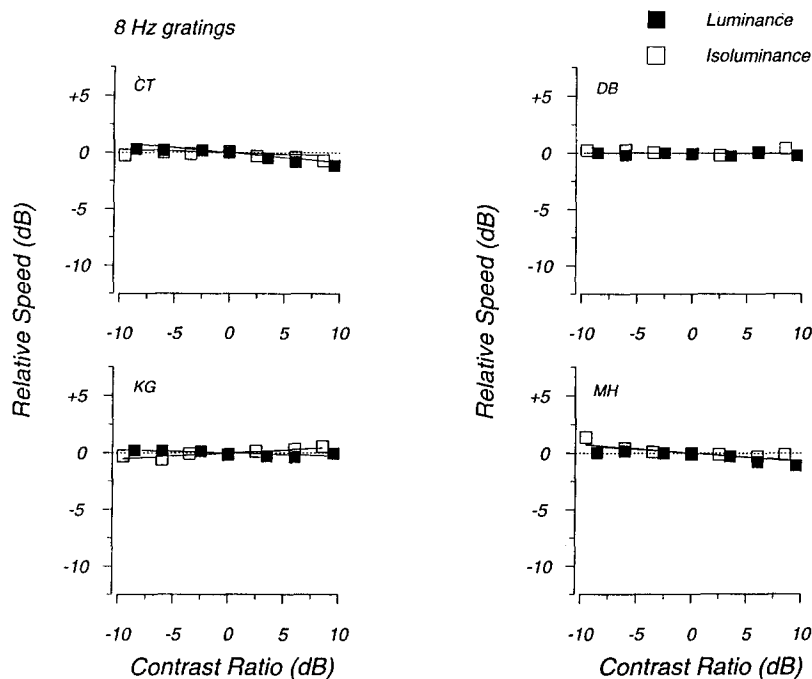 8 Hz gratings
Luminance
Isoluminance
CT
DB
+5
0
-5
-10
+5
0
-5
-10
-10 -5 0 5 10
-10 -5 0 5 10
Relative Speed (dB)
Relative Speed (dB)
KG
MH
+5
0
-5
-10
+5
0
-5
-10
-10 -5 0 5 10
-10 -5 0 5 10
Contrast Ratio (dB)
Contrast Ratio (dB)